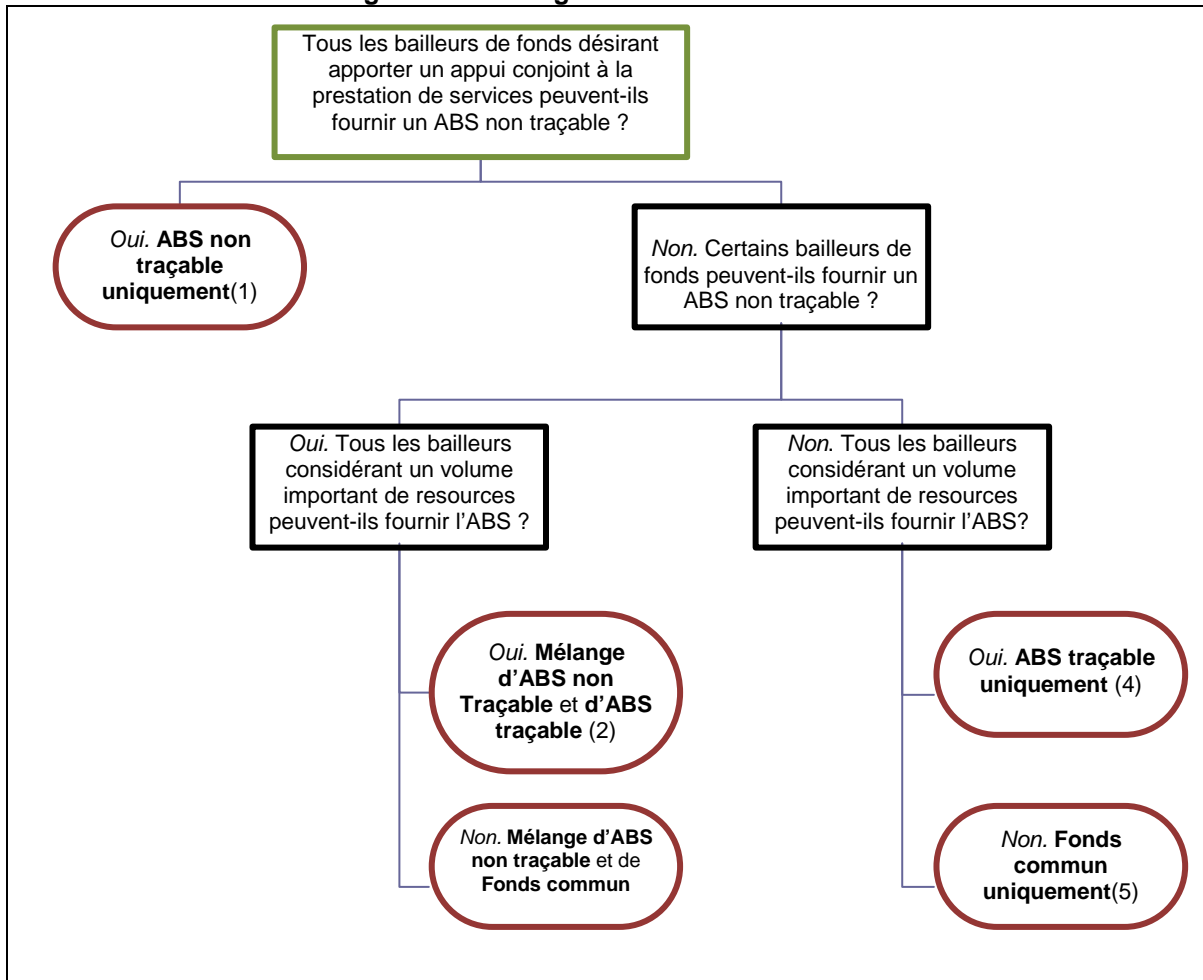 Tous les bailleurs de fonds désirant
apporter un appui conjoint à la
prestation de services peuvent-ils
fournir un ABS non traçable ?
Oui. ABS non
traçable
uniquement(1)
Non. Certains bailleurs de
fonds peuvent-ils fournir un
ABS non traçable ?
Oui. Tous les bailleurs
considérant un volume
important de resources
peuvent-ils fournir l'ABS ?
Non. Tous les bailleurs
considérant un volume
important de resources
peuvent-ils fournir l'ABS?
Oui. Mélange
d'ABS non
Traçable et d'ABS
traçable (2)
Oui. ABS traçable
uniquement (4)
Non. Mélange d'ABS
non traçable et de
Fonds commun
Non. Fonds
commun
uniquement(5)